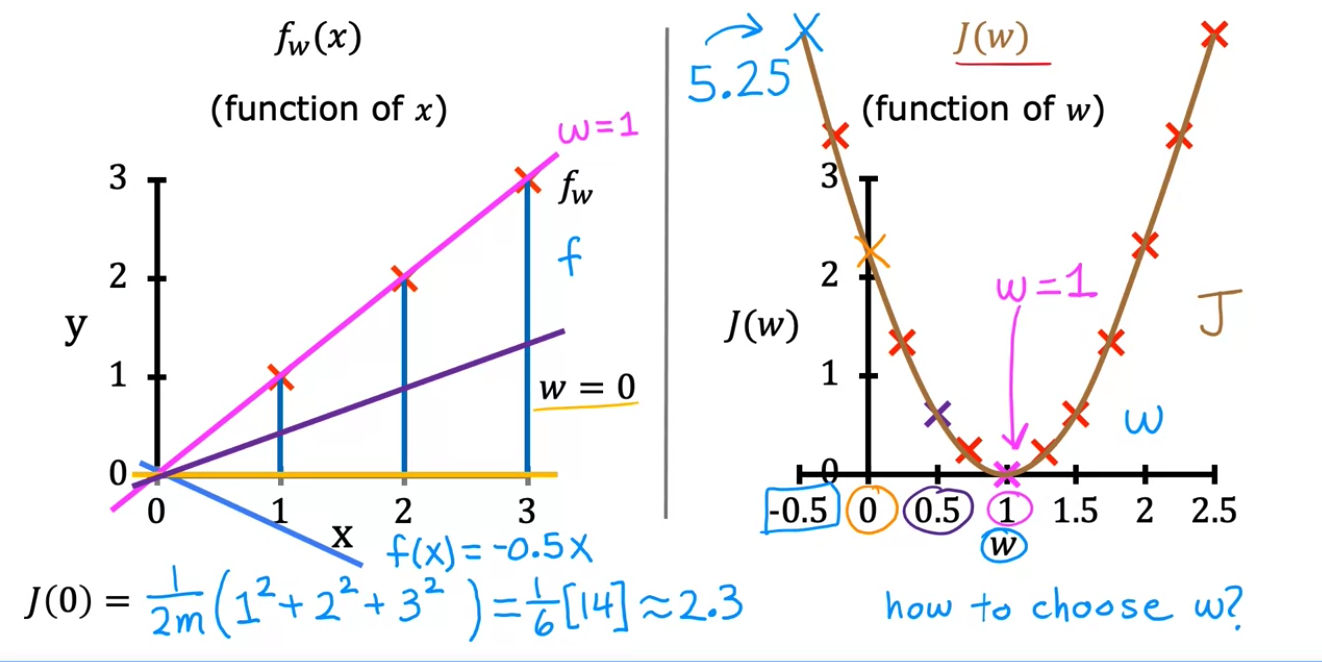 f_w(x)
(function of x)
w=1
f_w
f
3
2
y
1
w = 0
0
0 1 2 3
x
f(x)=-0.5x
J(0) = 1/2m (1²+2²+3²) = 1/6 [14] ≈ 2.3
5.25
J(w)
(function of w)
3
2
w=1
J
J(w)
1
w
0
-0.5 0 0.5 1 1.5 2 2.5
w
how to choose w?